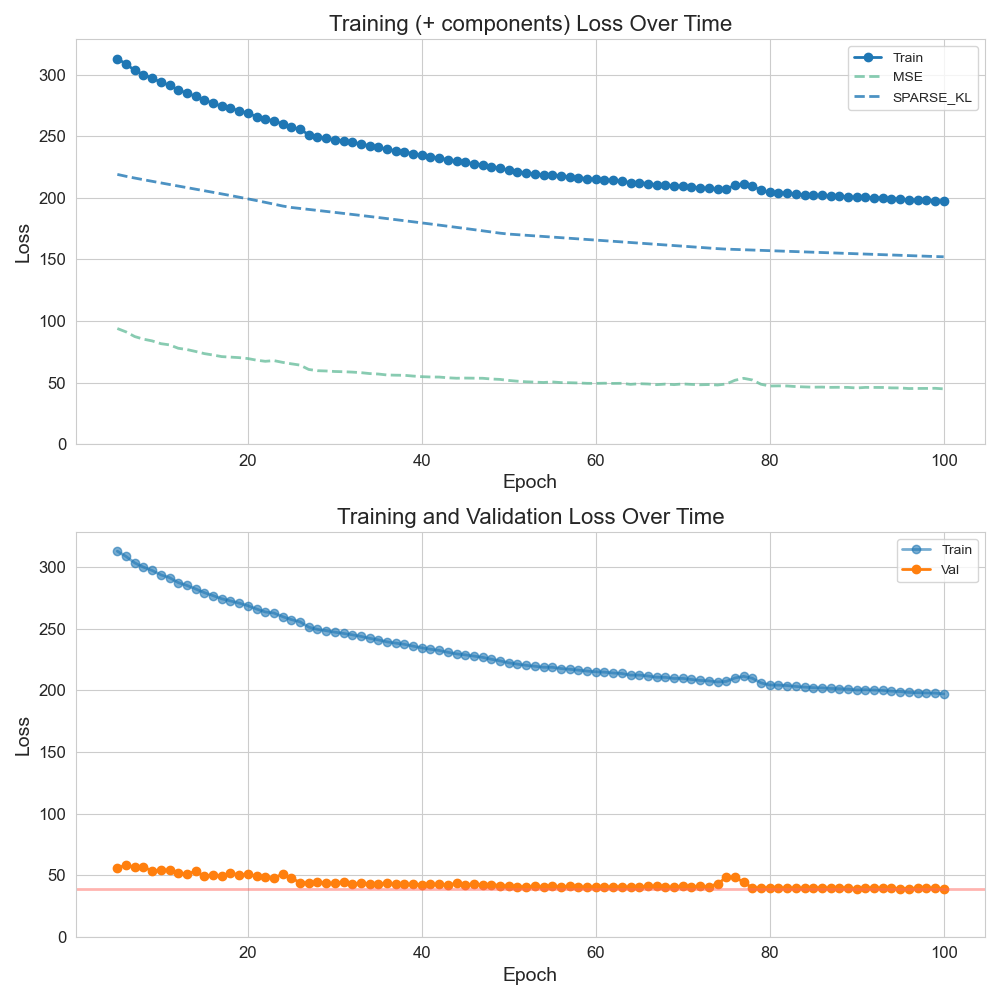 Training (+ components) Loss Over Time
Train
MSE
SPARSE_KL
Loss
300
250
200
150
100
50
0
20 40 60 80 100
Epoch
Training and Validation Loss Over Time
Train
Val
Loss
300
250
200
150
100
50
0
20 40 60 80 100
Epoch